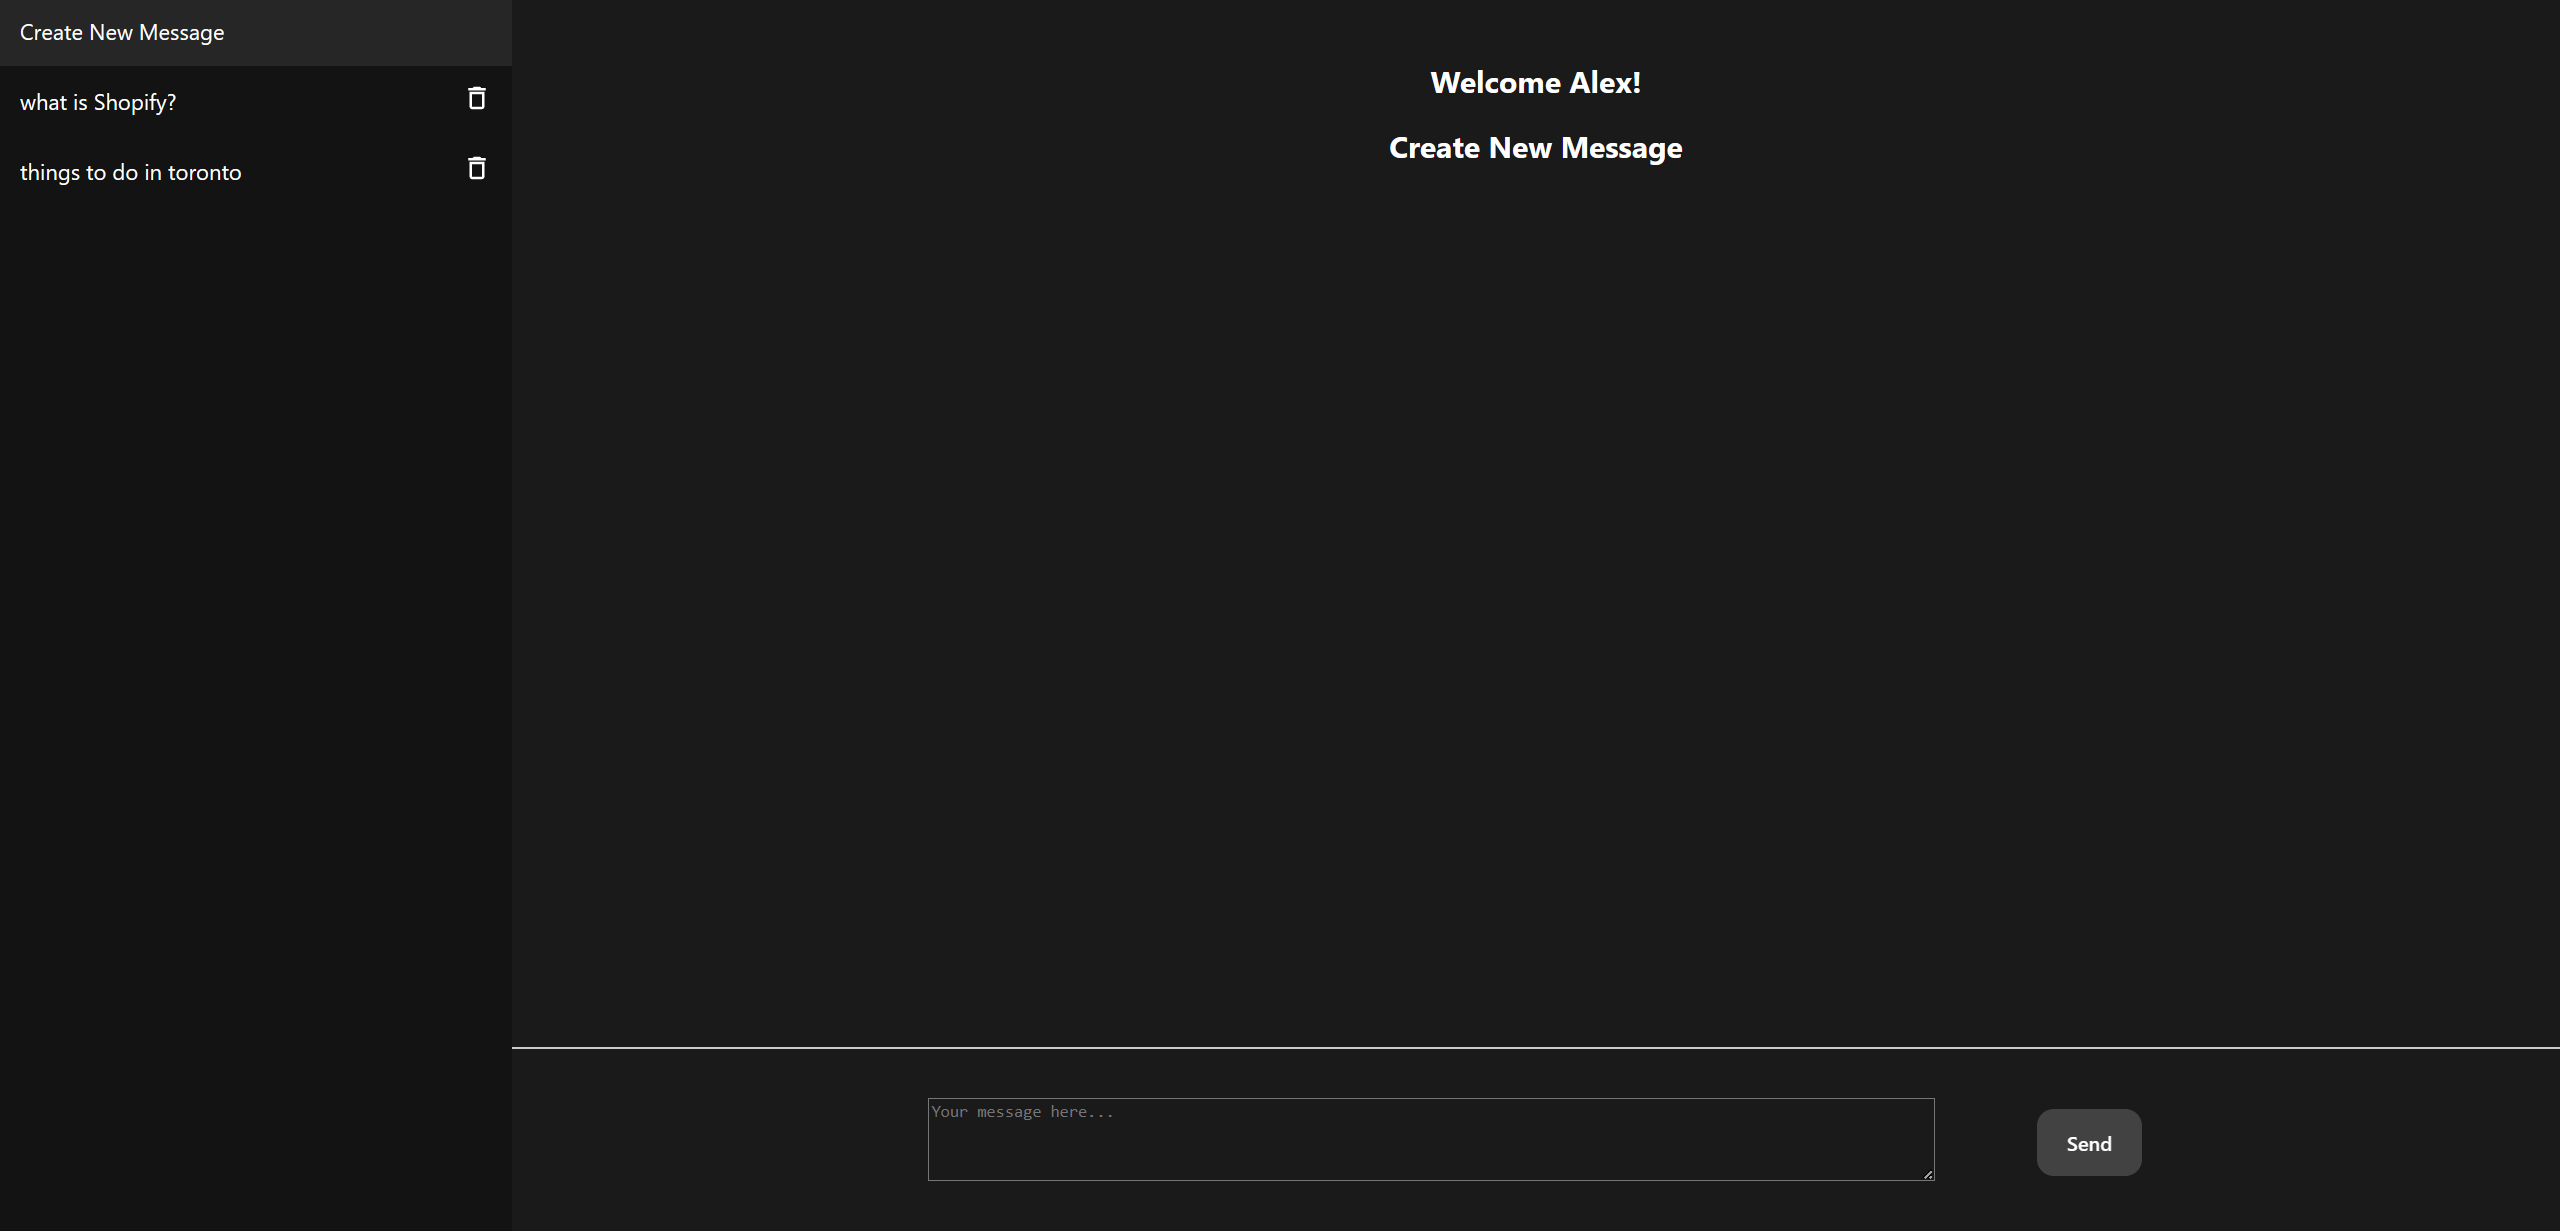 Create New Message
what is Shopify?
things to do in toronto
Welcome Alex!
Create New Message
Your message here...
Send